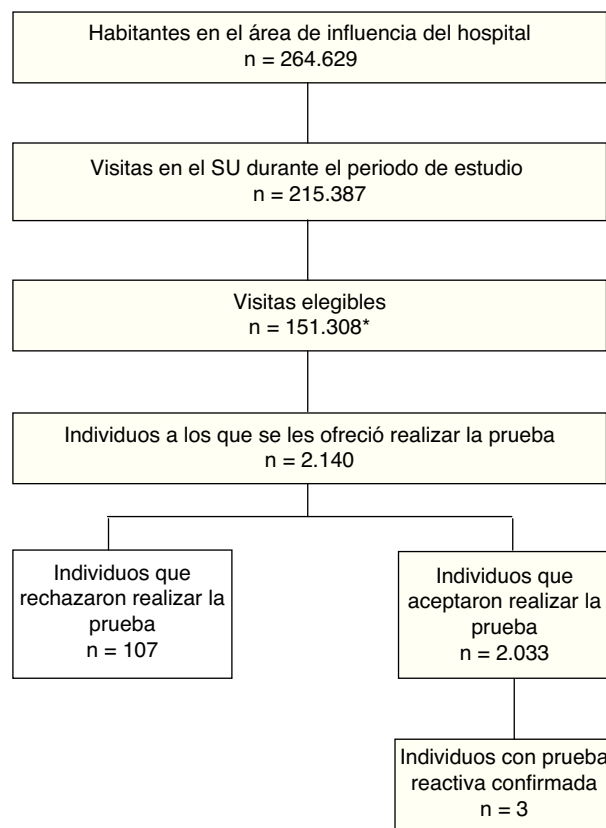 Habitantes en el área de influencia del hospital
n = 264.629
Visitas en el SU durante el periodo de estudio
n = 215.387
Visitas elegibles
n = 151.308*
Individuos a los que se les ofreció realizar la prueba
n = 2.140
Individuos que
rechazaron realizar la
prueba
n = 107
Individuos que
aceptaron realizar la
prueba
n = 2.033
Individuos con prueba
reactiva confirmada
n = 3